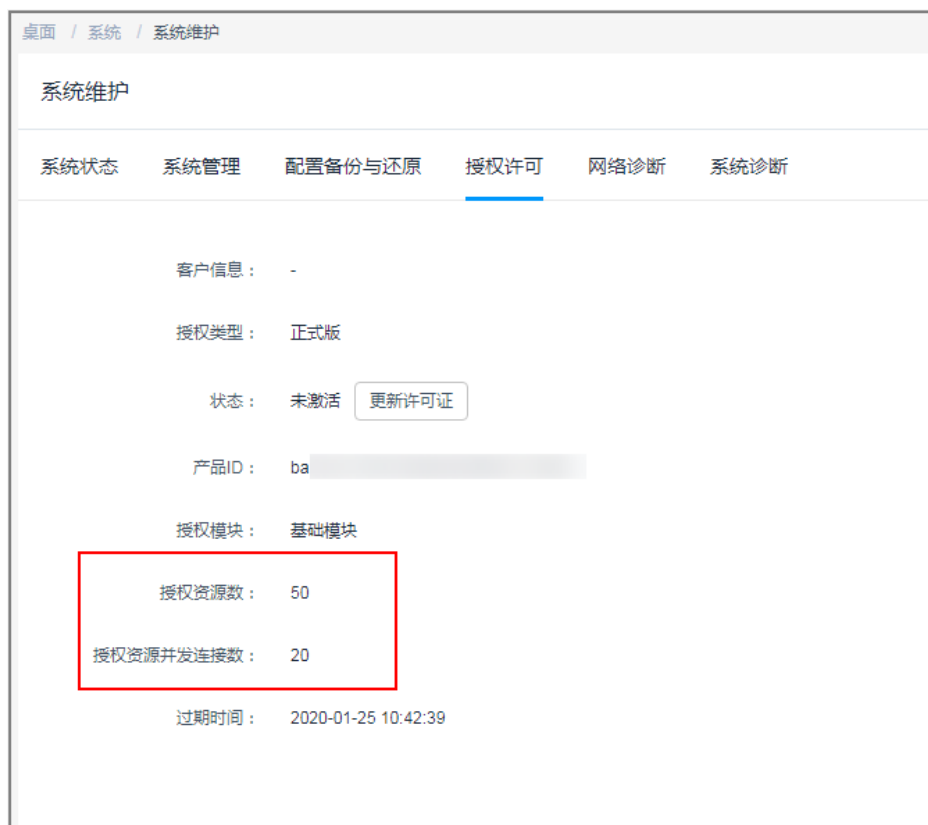 桌面 / 系统 / 系统维护
系统维护
系统状态 系统管理 配置备份与还原 授权许可 网络诊断 系统诊断
客户信息： -
授权类型： 正式版
状态： 未激活 更新许可证
产品ID： ba
授权模块： 基础模块
授权资源数： 50
授权资源并发连接数： 20
过期时间： 2020-01-25 10:42:39